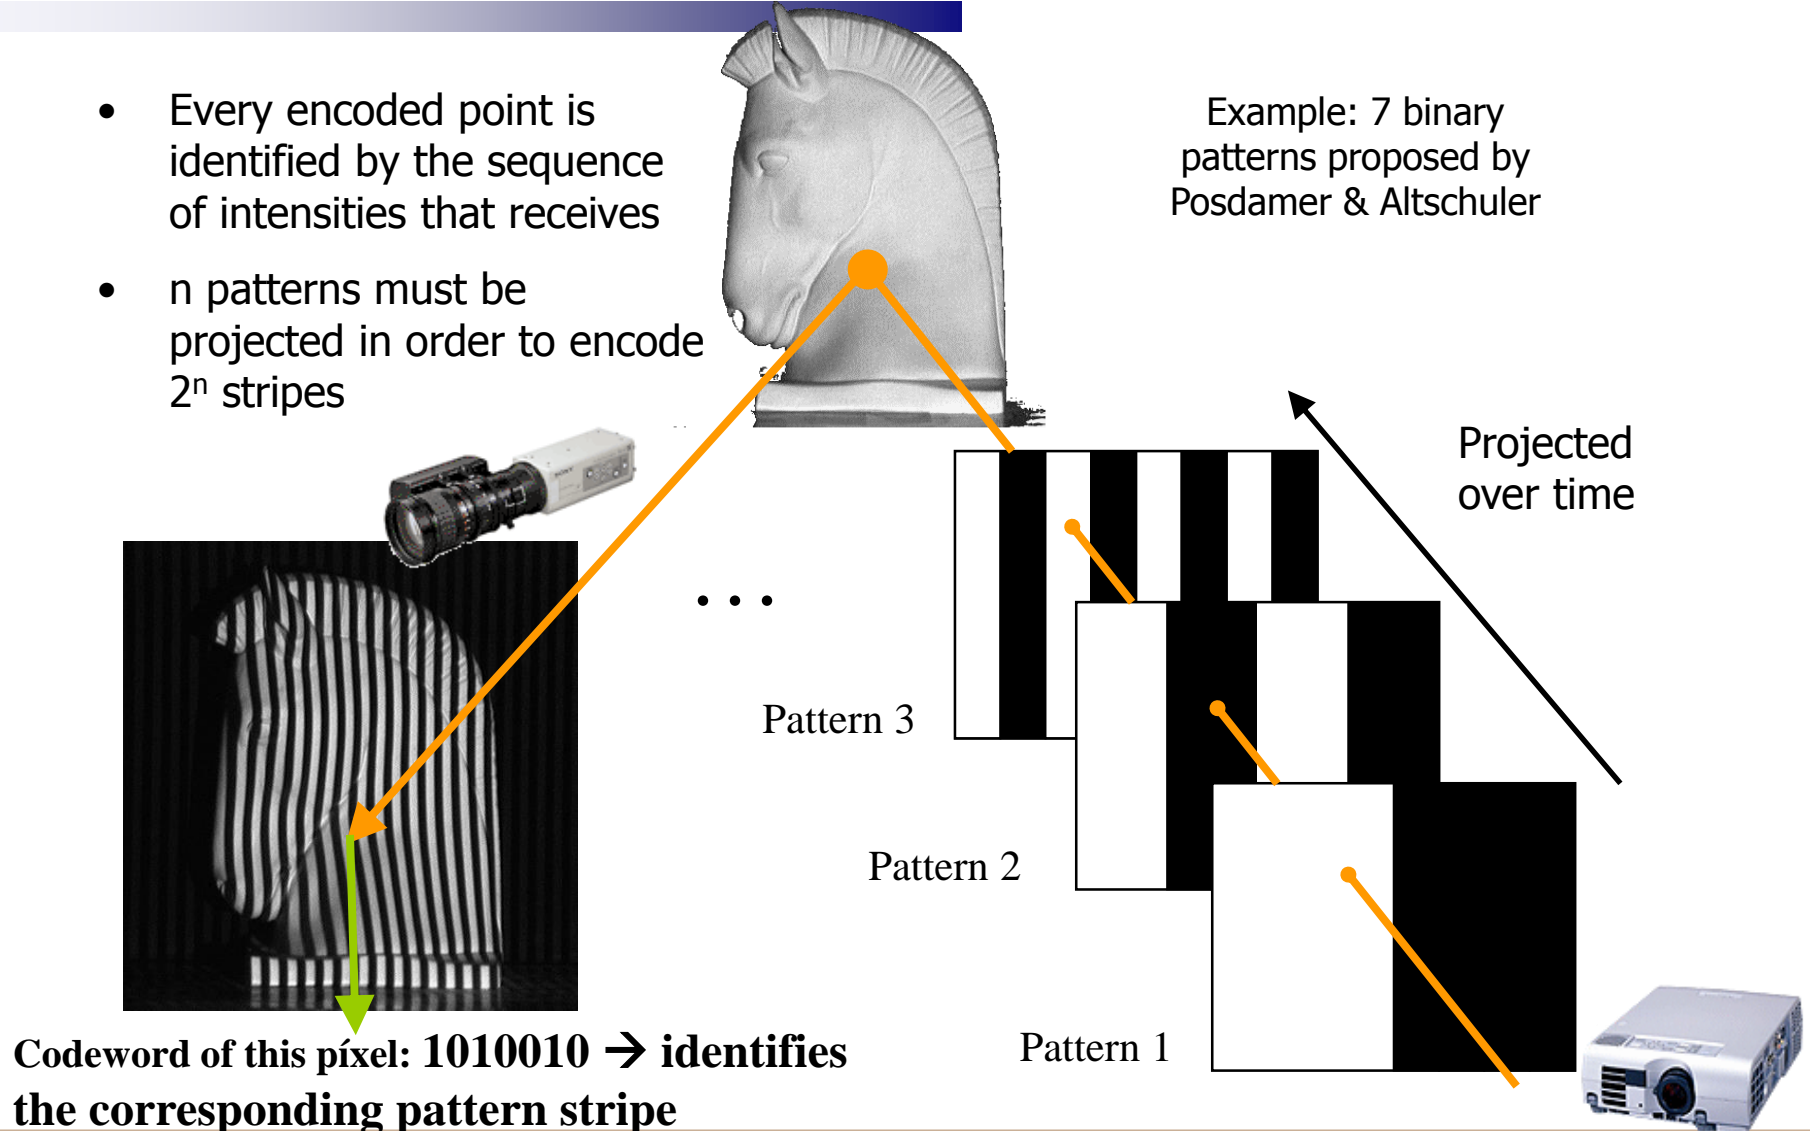 • Every encoded point is
identified by the sequence
of intensities that receives
• n patterns must be
projected in order to encode
2ⁿ stripes
Example: 7 binary
patterns proposed by
Posdamer & Altschuler
Projected
over time
SONY
...
Pattern 3
Pattern 2
Pattern 1
Codeword of this píxel: 1010010 → identifies
the corresponding pattern stripe